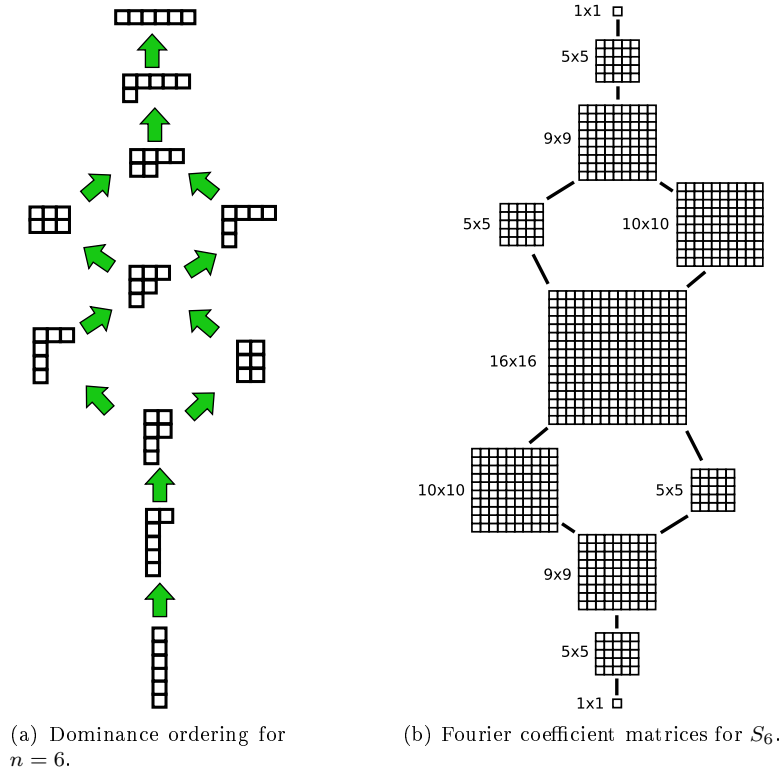 1x1
5x5
9x9
5x5
10x10
16x16
10x10
5x5
9x9
5x5
1x1
(a) Dominance ordering for
n = 6.
(b) Fourier coefficient matrices for S₆.